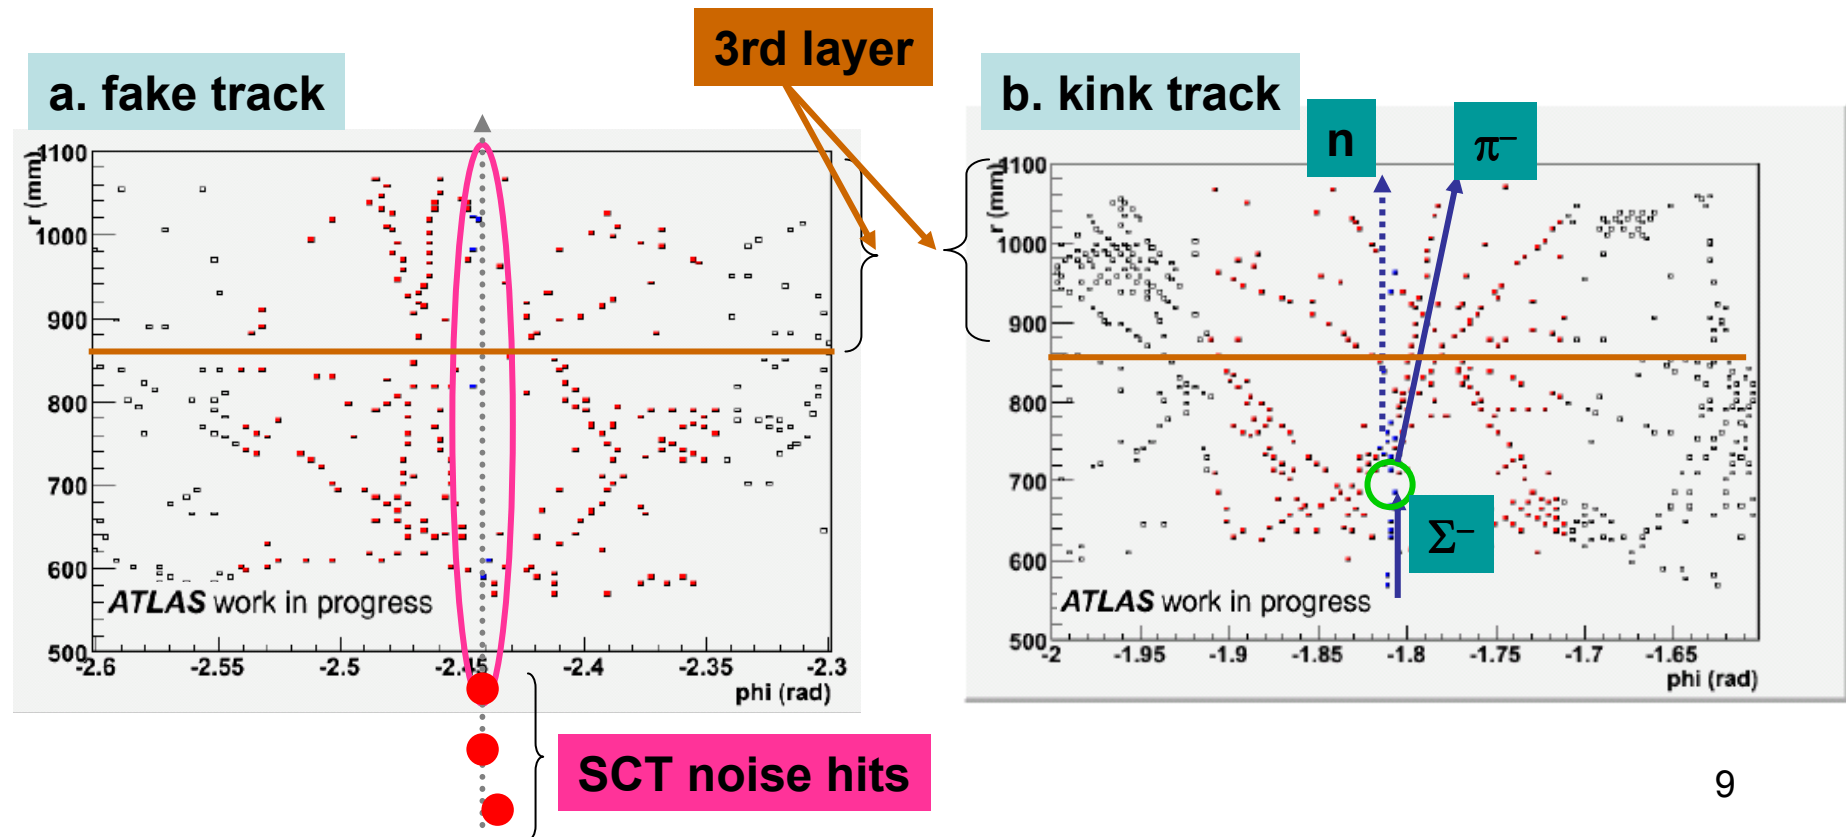 3rd layer
a. fake track
b. kink track
n
π−
r (mm)
1100
1000
900
800
700
600
500
ATLAS work in progress
-2.6
-2.55
-2.5
-2.45
-2.4
-2.35
-2.3
phi (rad)
SCT noise hits
r (mm)
1100
1000
900
800
700
600
500
Σ−
ATLAS work in progress
-2
-1.95
-1.9
-1.85
-1.8
-1.75
-1.7
-1.65
phi (rad)
9